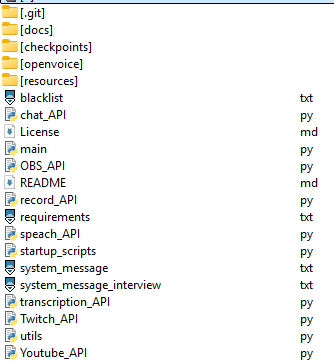 [.git]
[docs]
[checkpoints]
[openvoice]
[resources]
blacklist txt
chat_API py
License md
main py
OBS_API py
README md
record_API py
requirements txt
speach_API py
startup_scripts py
system_message txt
system_message_interview txt
transcription_API py
Twitch_API py
utils py
Youtube_API py